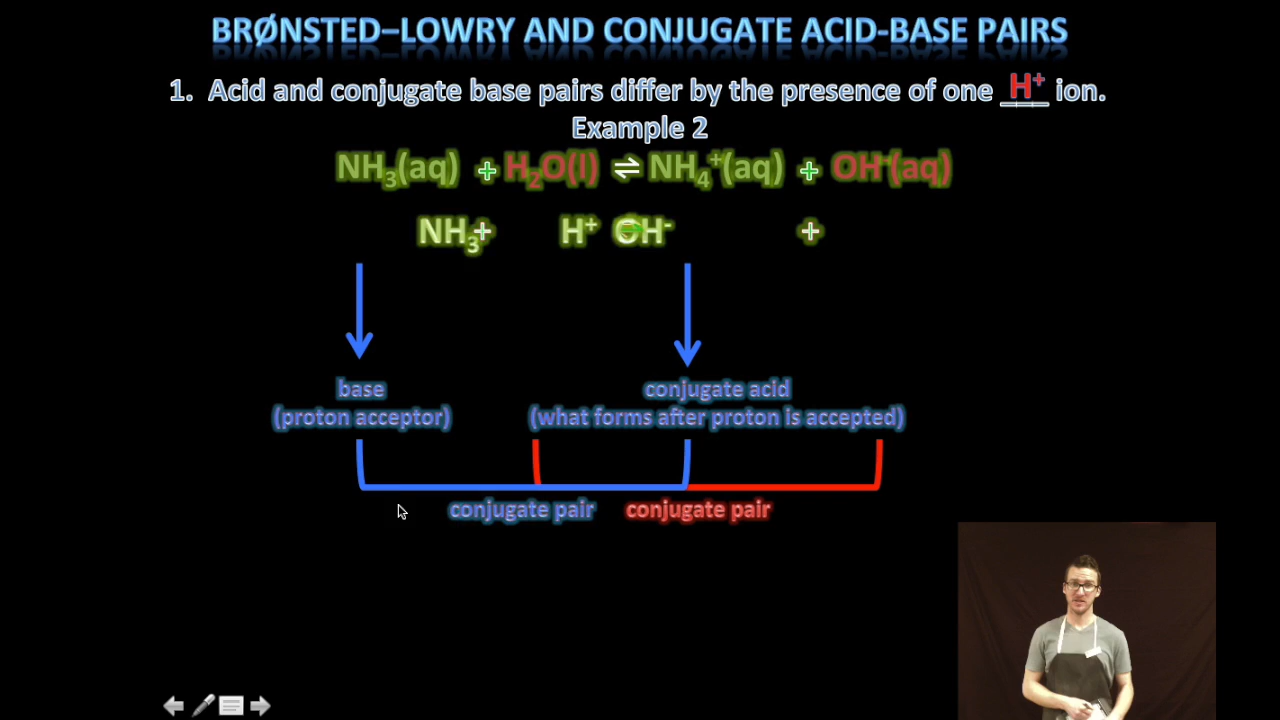 BRØNSTED–LOWRY AND CONJUGATE ACID-BASE PAIRS
1. Acid and conjugate base pairs differ by the presence of one H⁺ ion.
Example 2
NH₃(aq) + H₂O(l) ⇌ NH₄⁺(aq) + OH⁻(aq)
NH₃+ H⁺ OH⁻ +
base
(proton acceptor)
conjugate acid
(what forms after proton is accepted)
conjugate pair
conjugate pair